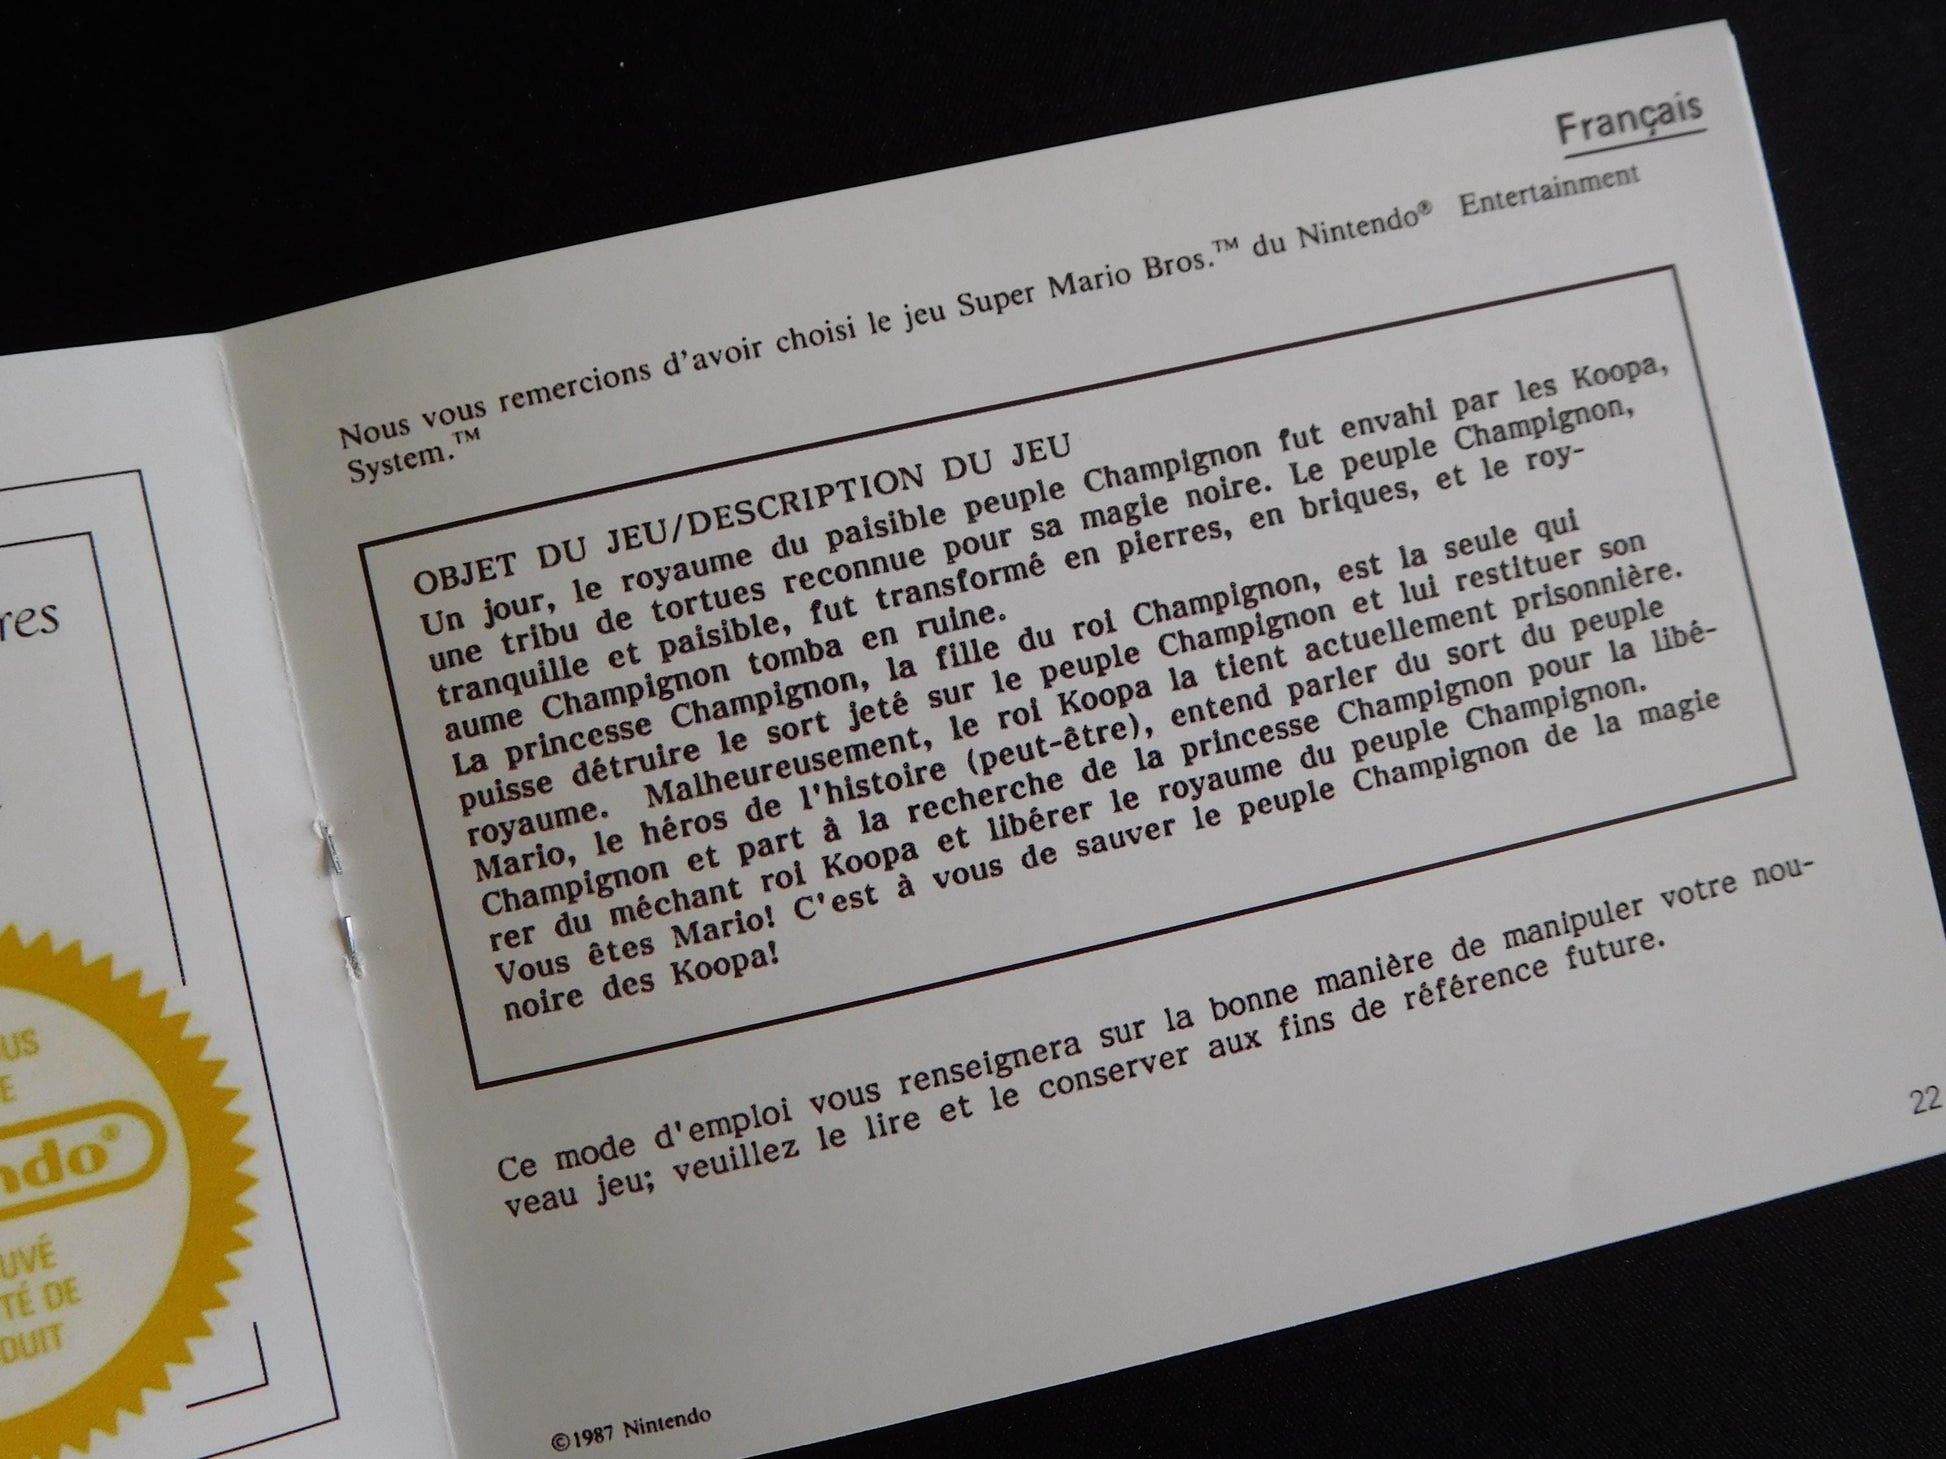 res
US
E
ndo®
UVÉ
TÉ DE
DUIT
Français
Nous vous remercions d’avoir choisi le jeu Super Mario Bros.™ du Nintendo® Entertainment
System.™
OBJET DU JEU/DESCRIPTION DU JEU
Un jour, le royaume du paisible peuple Champignon fut envahi par les Koopa,
une tribu de tortues reconnue pour sa magie noire. Le peuple Champignon,
tranquille et paisible, fut transformé en pierres, en briques, et le roy-
aume Champignon tomba en ruine.
La princesse Champignon, la fille du roi Champignon, est la seule qui
puisse détruire le sort jeté sur le peuple Champignon et lui restituer son
royaume. Malheureusement, le roi Koopa la tient actuellement prisonnière.
Mario, le héros de l'histoire (peut-être), entend parler du sort du peuple
Champignon et part à la recherche de la princesse Champignon pour la libé-
rer du méchant roi Koopa et libérer le royaume du peuple Champignon.
Vous êtes Mario! C'est à vous de sauver le peuple Champignon de la magie
noire des Koopa!
Ce mode d'emploi vous renseignera sur la bonne manière de manipuler votre nou-
veau jeu; veuillez le lire et le conserver aux fins de référence future.
22
©1987 Nintendo